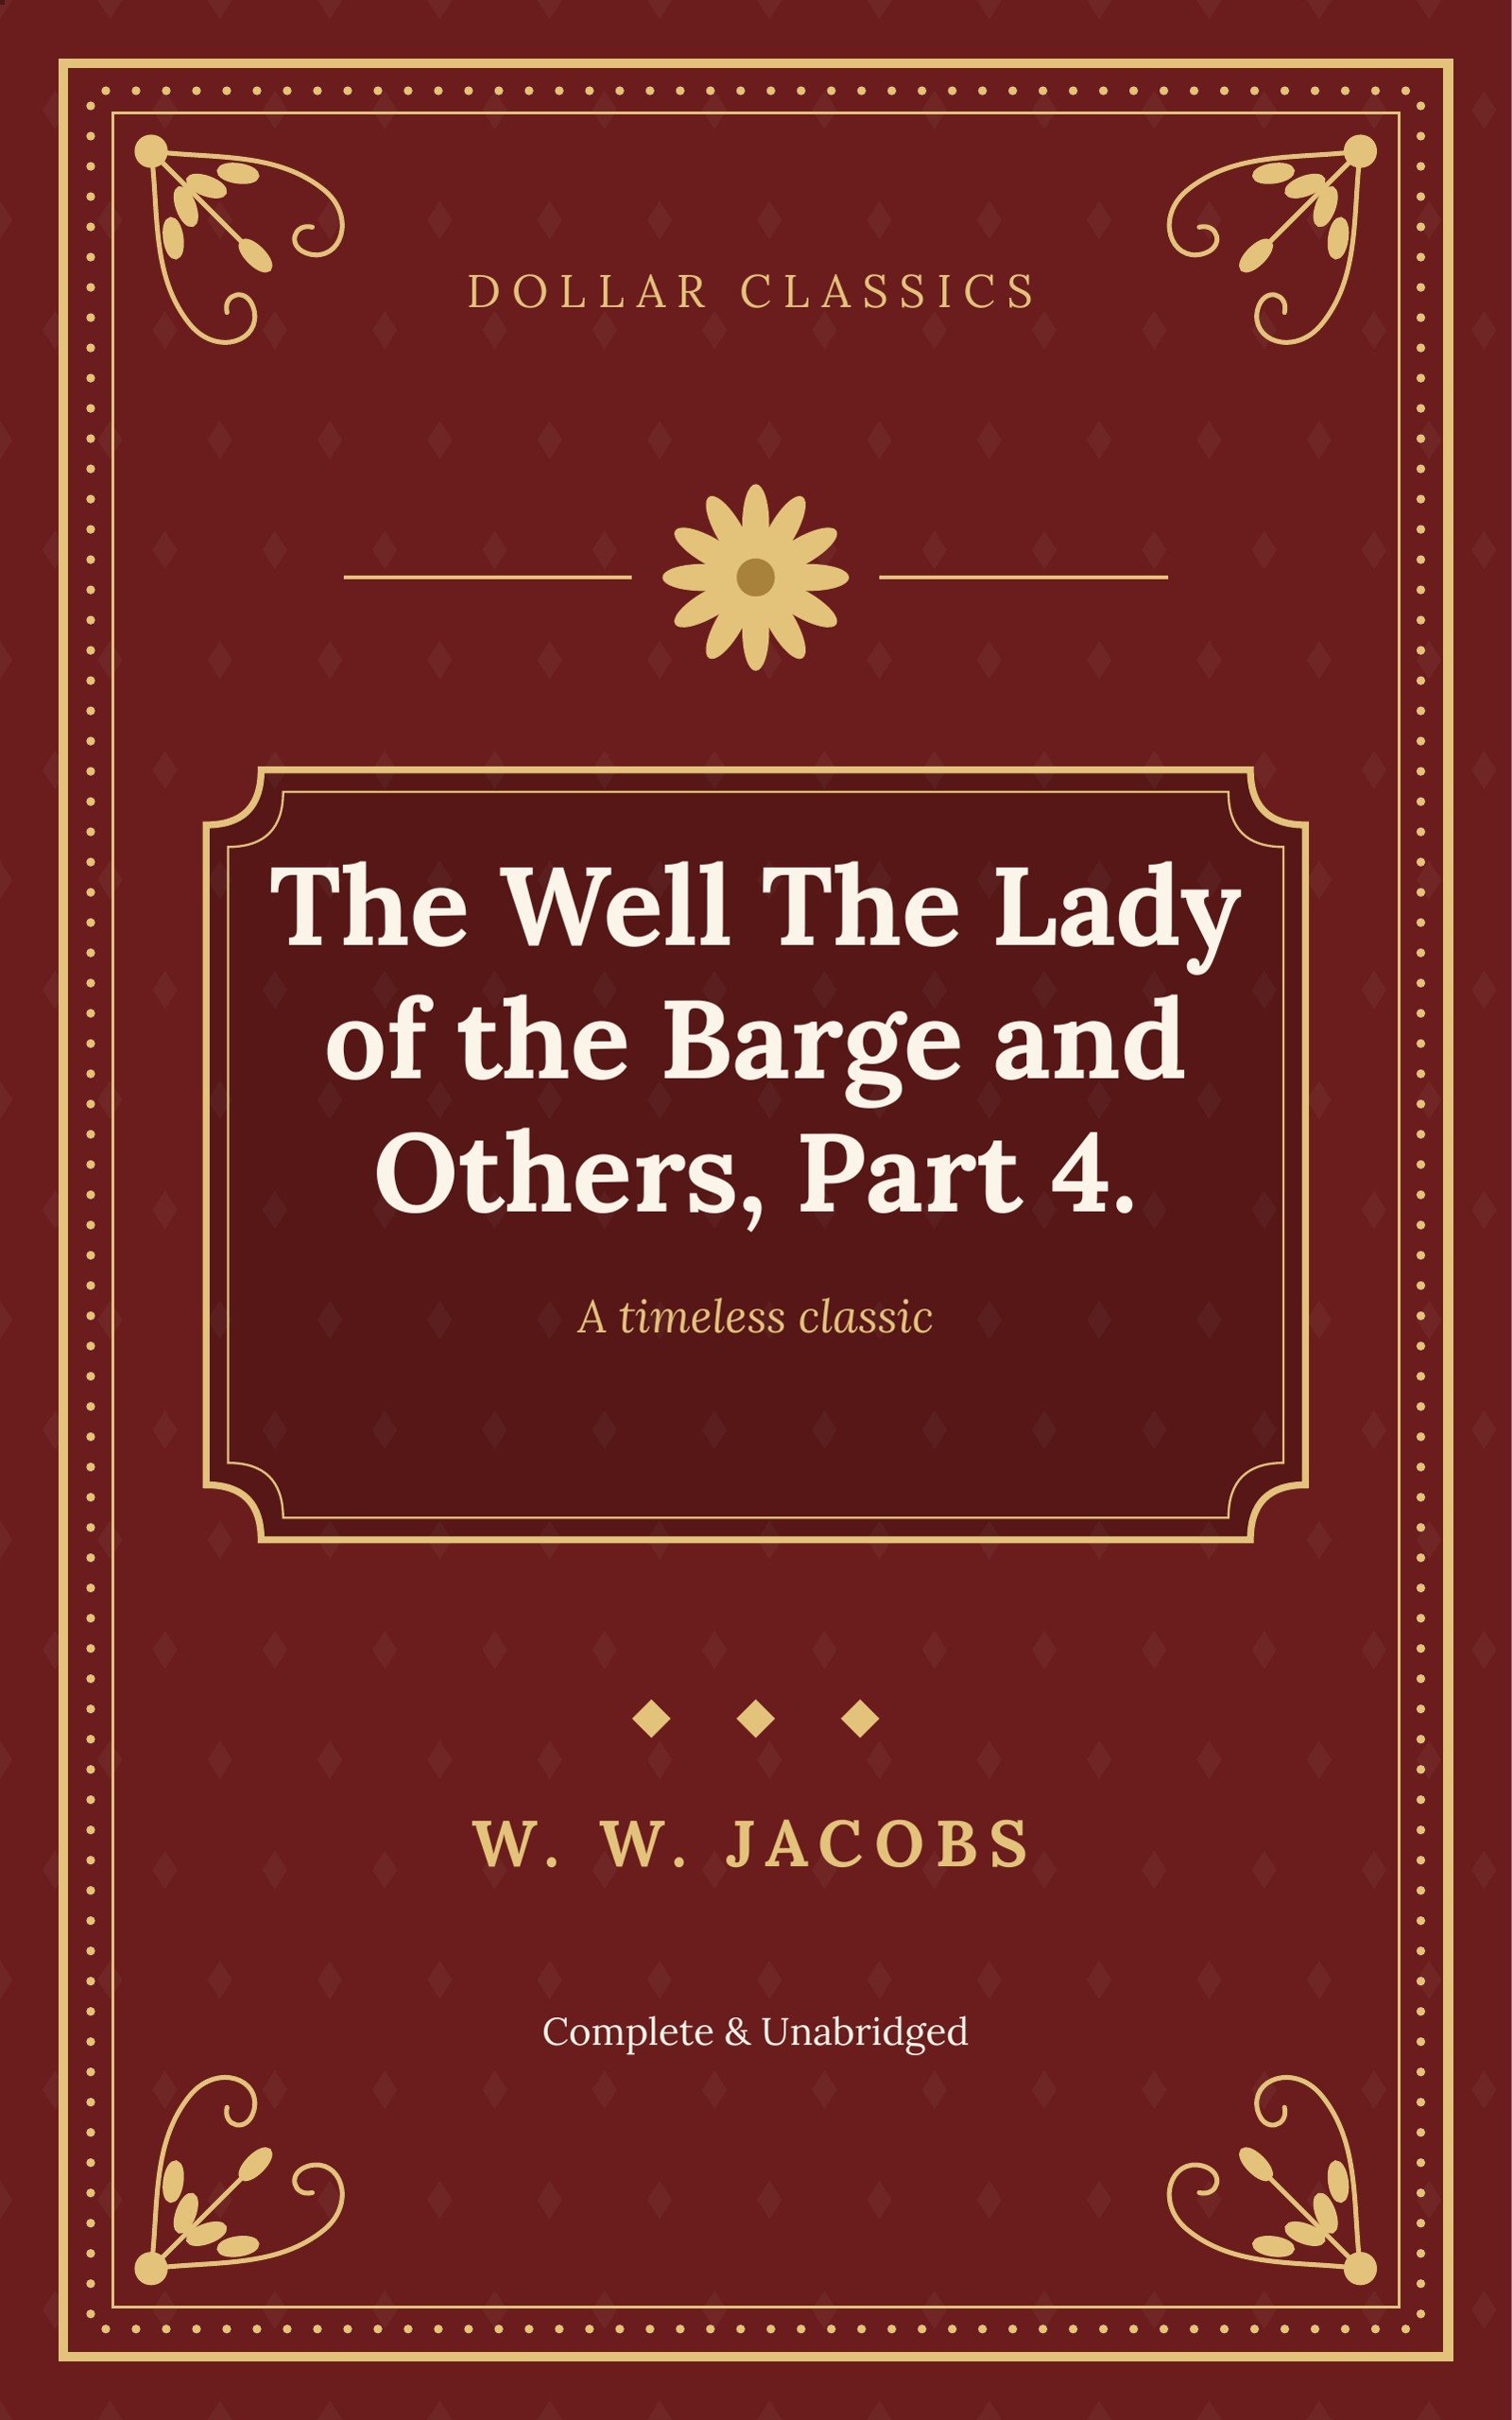 DOLLAR CLASSICS
The Well The Lady
of the Barge and
Others, Part 4.
A timeless classic
W. W. JACOBS
Complete & Unabridged